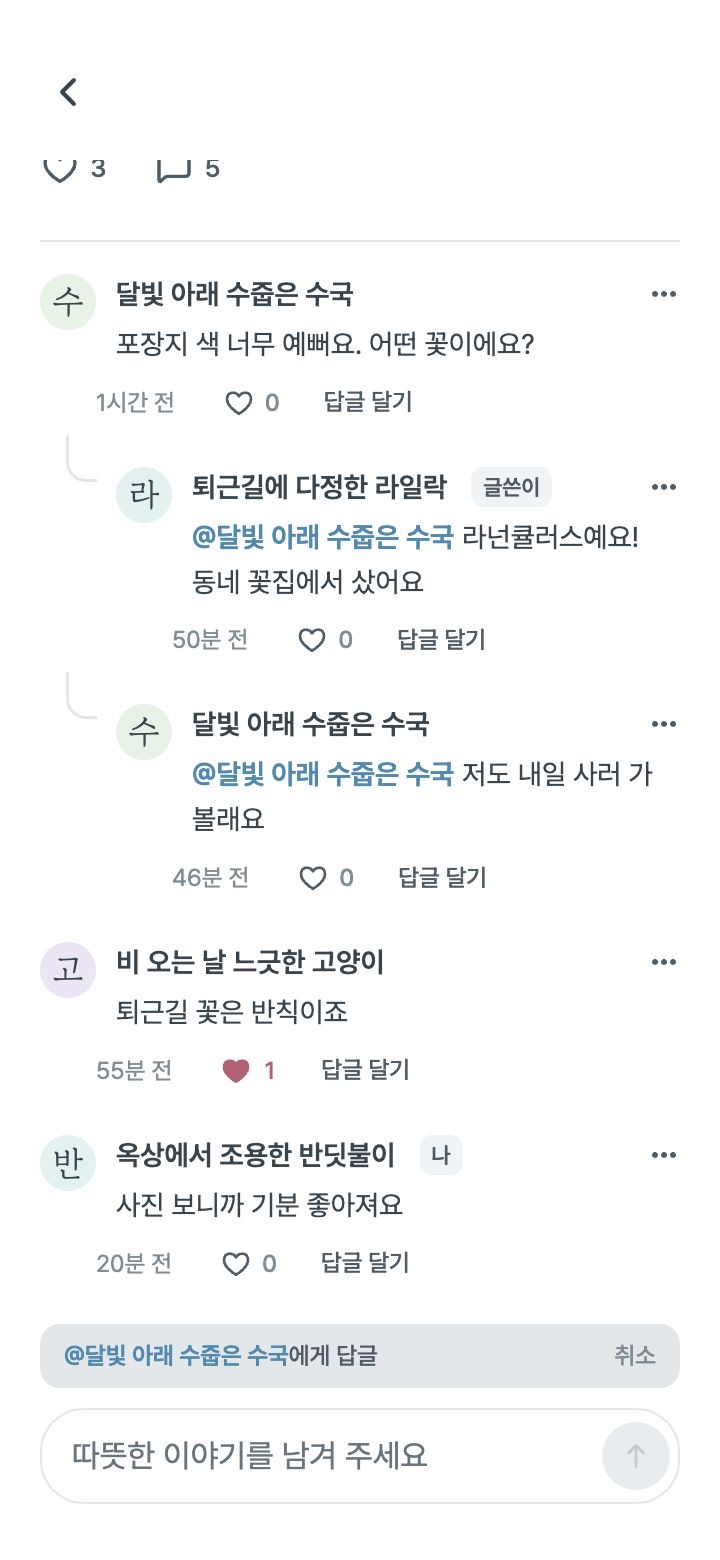 3 5
수 달빛 아래 수줍은 수국
포장지 색 너무 예뻐요. 어떤 꽃이에요?
1시간 전 0 답글 달기
라 퇴근길에 다정한 라일락 글쓴이
@달빛 아래 수줍은 수국 라넌큘러스예요!
동네 꽃집에서 샀어요
50분 전 0 답글 달기
수 달빛 아래 수줍은 수국
@달빛 아래 수줍은 수국 저도 내일 사러 가
볼래요
46분 전 0 답글 달기
고 비 오는 날 느긋한 고양이
퇴근길 꽃은 반칙이죠
55분 전 1 답글 달기
반 옥상에서 조용한 반딧불이 나
사진 보니까 기분 좋아져요
20분 전 0 답글 달기
@달빛 아래 수줍은 수국에게 답글 취소
따뜻한 이야기를 남겨 주세요